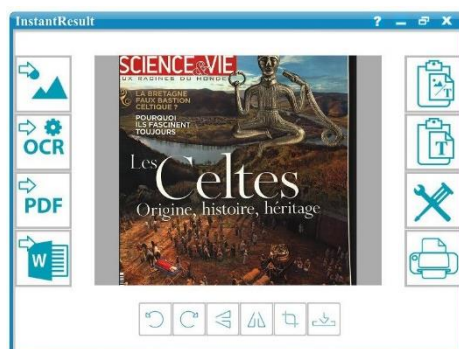 InstantResult
?
SCIENCE & VIE
UX RACINES DU MONDE
LA BRETAGNE
FAUX BASTION
CELTIQUE ?
POURQUOI
ILS FASCINENT
TOUJOURS
Les
Celtes
Origine, histoire, héritage
OCR
PDF
W
T
T